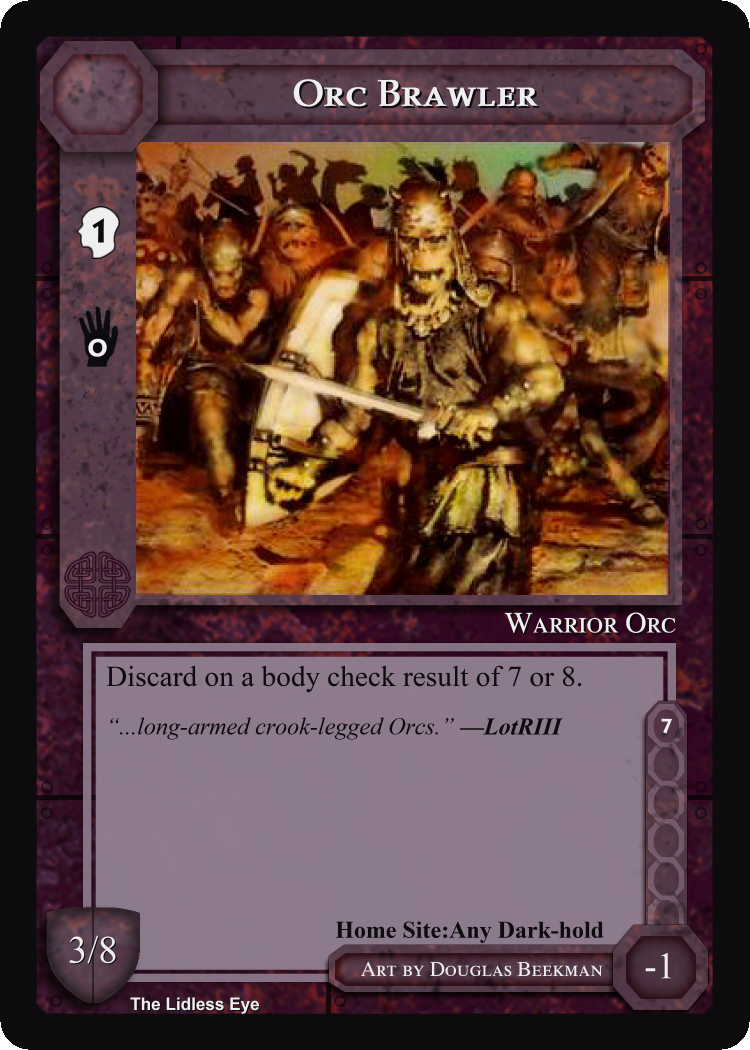 Orc Brawler
1
0
Warrior Orc
Discard on a body check result of 7 or 8.
“...long-armed crook-legged Orcs.” —LotRIII
7
Home Site:Any Dark-hold
3/8
Art by Douglas Beekman
-1
The Lidless Eye